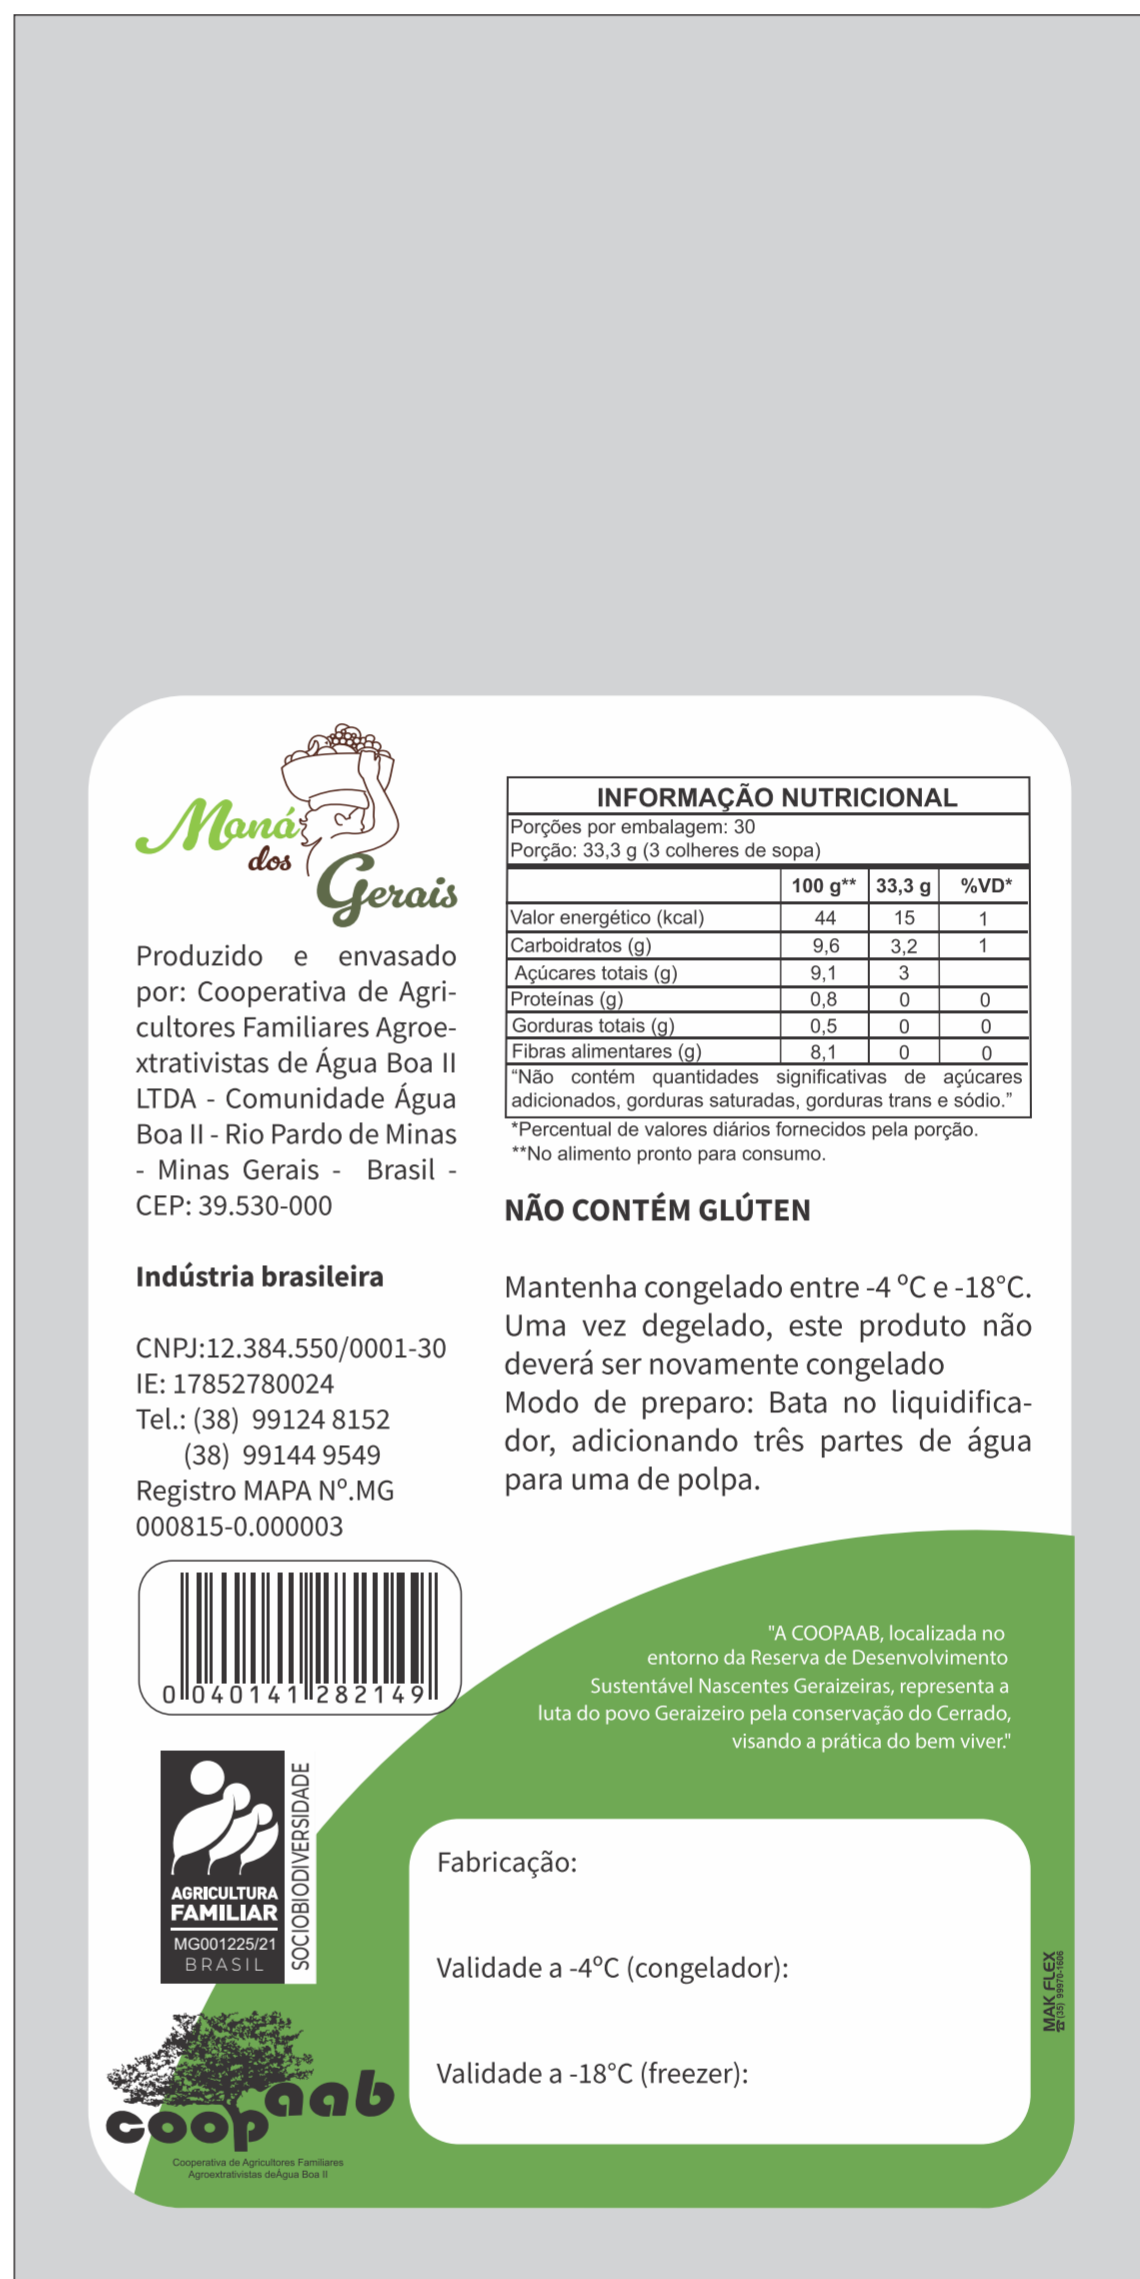 Maná
dos
Gerais
Produzido e envasado
por: Cooperativa de Agri-
cultores Familiares Agroe-
xtrativistas de Água Boa II
LTDA - Comunidade Água
Boa II - Rio Pardo de Minas
- Minas Gerais - Brasil -
CEP: 39.530-000
Indústria brasileira
CNPJ:12.384.550/0001-30
IE: 17852780024
Tel.: (38) 99124 8152
(38) 99144 9549
Registro MAPA Nº.MG
000815-0.000003
0 040141 282149
AGRICULTURA
FAMILIAR
MG001225/21
BRASIL
SOCIOBIODIVERSIDADE
coopaab
Cooperativa de Agricultores Familiares
Agroextrativistas deÁgua Boa II
INFORMAÇÃO NUTRICIONAL
Porções por embalagem: 30
Porção: 33,3 g (3 colheres de sopa)
100 g** 33,3 g %VD*
Valor energético (kcal) 44 15 1
Carboidratos (g) 9,6 3,2 1
Açúcares totais (g) 9,1 3
Proteínas (g) 0,8 0 0
Gorduras totais (g) 0,5 0 0
Fibras alimentares (g) 8,1 0 0
“Não contém quantidades significativas de açúcares
adicionados, gorduras saturadas, gorduras trans e sódio.”
*Percentual de valores diários fornecidos pela porção.
**No alimento pronto para consumo.
NÃO CONTÉM GLÚTEN
Mantenha congelado entre -4 ºC e -18°C.
Uma vez degelado, este produto não
deverá ser novamente congelado
Modo de preparo: Bata no liquidifica-
dor, adicionando três partes de água
para uma de polpa.
"A COOPAAB, localizada no
entorno da Reserva de Desenvolvimento
Sustentável Nascentes Geraizeiras, representa a
luta do povo Geraizeiro pela conservação do Cerrado,
visando a prática do bem viver."
Fabricação:
Validade a -4ºC (congelador):
Validade a -18°C (freezer):
MAK FLEX
☎(35) 99970-1606